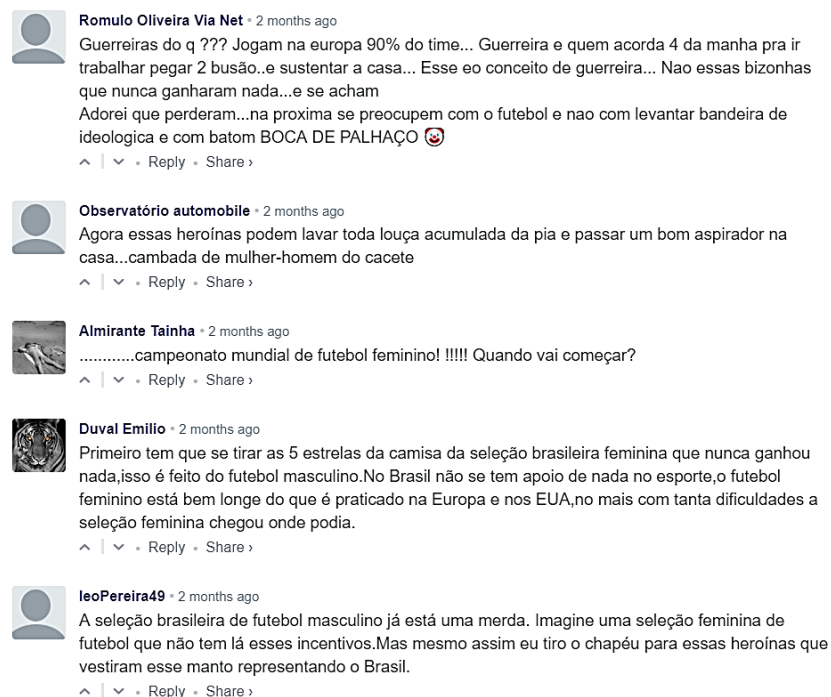 Romulo Oliveira Via Net • 2 months ago
Guerreiras do q ??? Jogam na europa 90% do time... Guerreira e quem acorda 4 da manha pra ir
trabalhar pegar 2 busão..e sustentar a casa... Esse eo conceito de guerreira... Nao essas bizonhas
que nunca ganharam nada...e se acham
Adorei que perderam...na proxima se preocupem com o futebol e nao com levantar bandeira de
ideologica e com batom BOCA DE PALHAÇO 🤡
Reply • Share ›
Observatório automobile • 2 months ago
Agora essas heroínas podem lavar toda louça acumulada da pia e passar um bom aspirador na
casa...cambada de mulher-homem do cacete
Reply • Share ›
Almirante Tainha • 2 months ago
............campeonato mundial de futebol feminino! !!!!! Quando vai começar?
Reply • Share ›
Duval Emilio • 2 months ago
Primeiro tem que se tirar as 5 estrelas da camisa da seleção brasileira feminina que nunca ganhou
nada,isso é feito do futebol masculino.No Brasil não se tem apoio de nada no esporte,o futebol
feminino está bem longe do que é praticado na Europa e nos EUA,no mais com tanta dificuldades a
seleção feminina chegou onde podia.
Reply • Share ›
leoPereira49 • 2 months ago
A seleção brasileira de futebol masculino já está uma merda. Imagine uma seleção feminina de
futebol que não tem lá esses incentivos.Mas mesmo assim eu tiro o chapéu para essas heroínas que
vestiram esse manto representando o Brasil.
Reply • Share ›